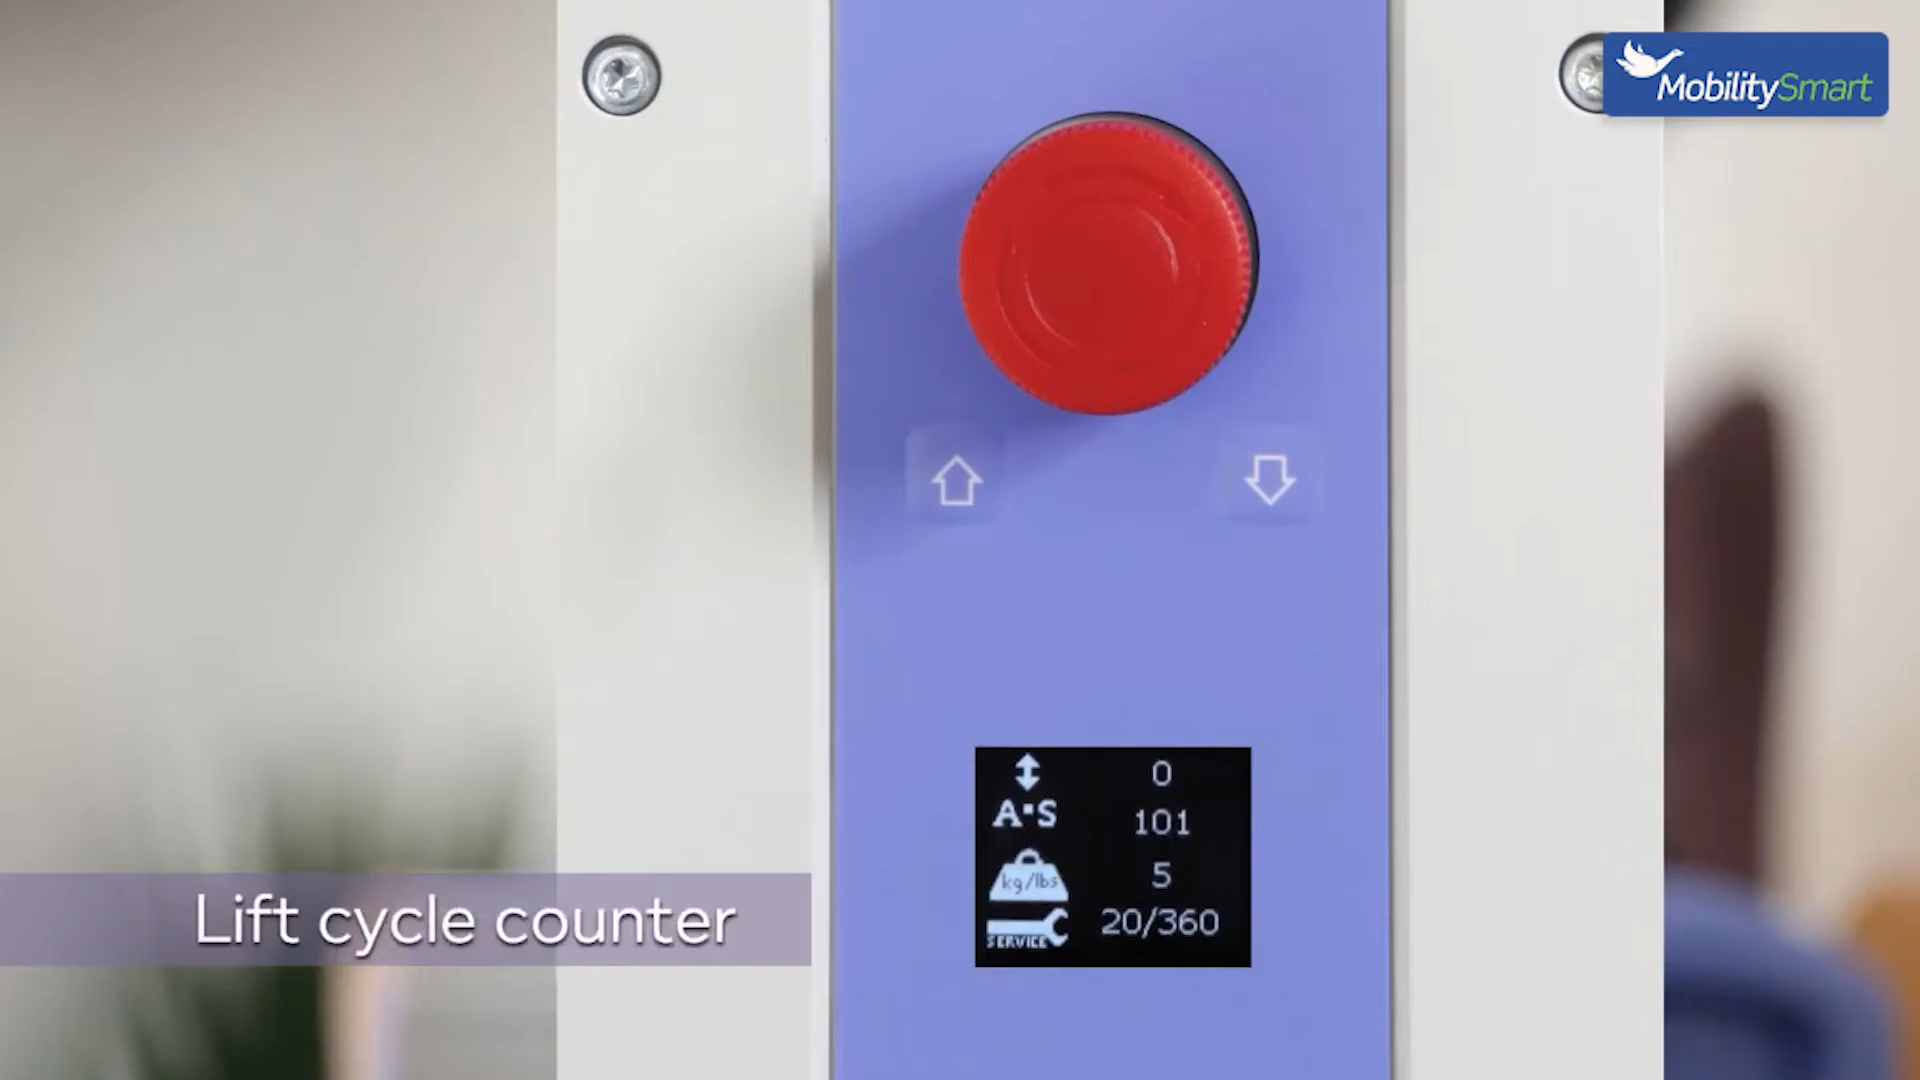 MobilitySmart
0
A·S 101
kg/lbs 5
20/360
SERVICE
Lift cycle counter